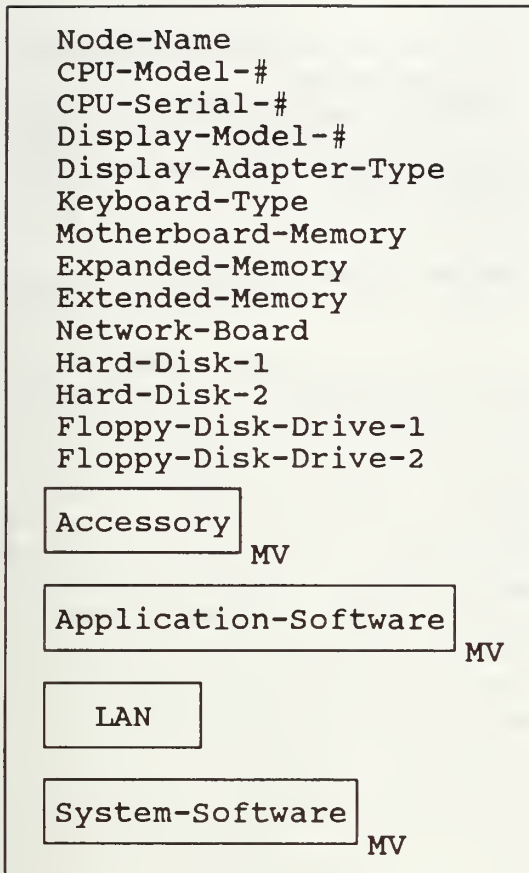 Node-Name
CPU-Model-#
CPU-Serial-#
Display-Model-#
Display-Adapter-Type
Keyboard-Type
Motherboard-Memory
Expanded-Memory
Extended-Memory
Network-Board
Hard-Disk-1
Hard-Disk-2
Floppy-Disk-Drive-1
Floppy-Disk-Drive-2
Accessory
MV
Application-Software
MV
LAN
System-Software
MV